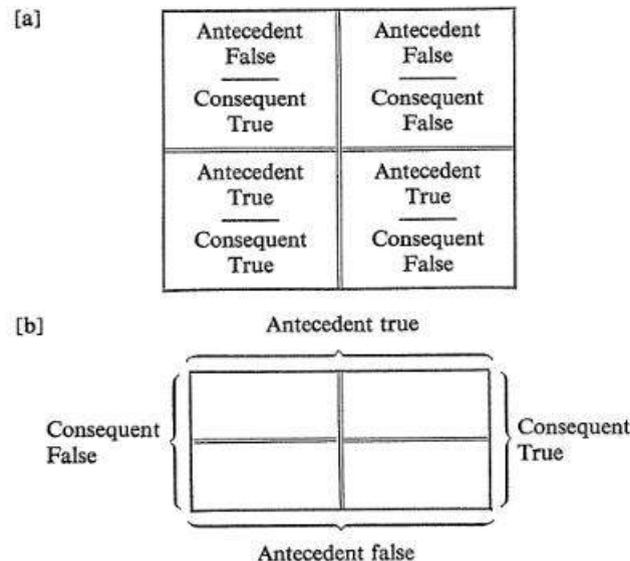 [a]
Antecedent
False
Consequent
True
Antecedent
False
Consequent
False
Antecedent
True
Consequent
True
Antecedent
True
Consequent
False
[b]
Antecedent true
Consequent
False
Consequent
True
Antecedent false